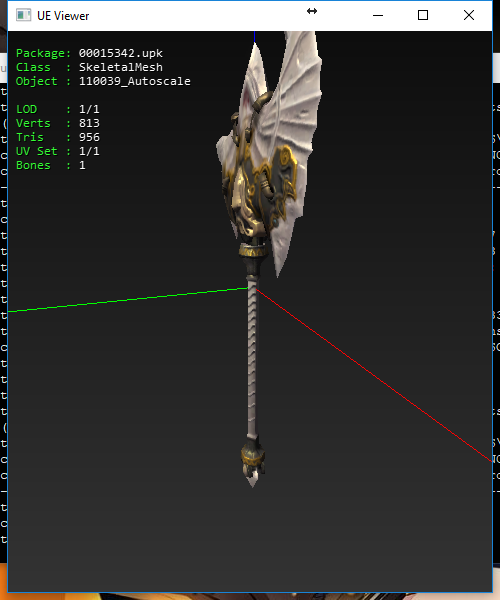 UE Viewer
Package: 00015342.upk
Class  : SkeletalMesh
Object : 110039_Autoscale
LOD    : 1/1
Verts  : 813
Tris   : 956
UV Set : 1/1
Bones  : 1